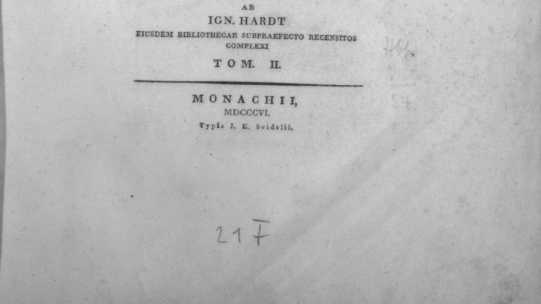 AB
IGN. HARDT
EIUSDEM BIBLIOTHECAE SUBPRAEFECTO RECENSITOS
COMPLEXI
TOM. II.
MONACHII,
MDCCCVI.
Typis J. E. Seidelii.
21